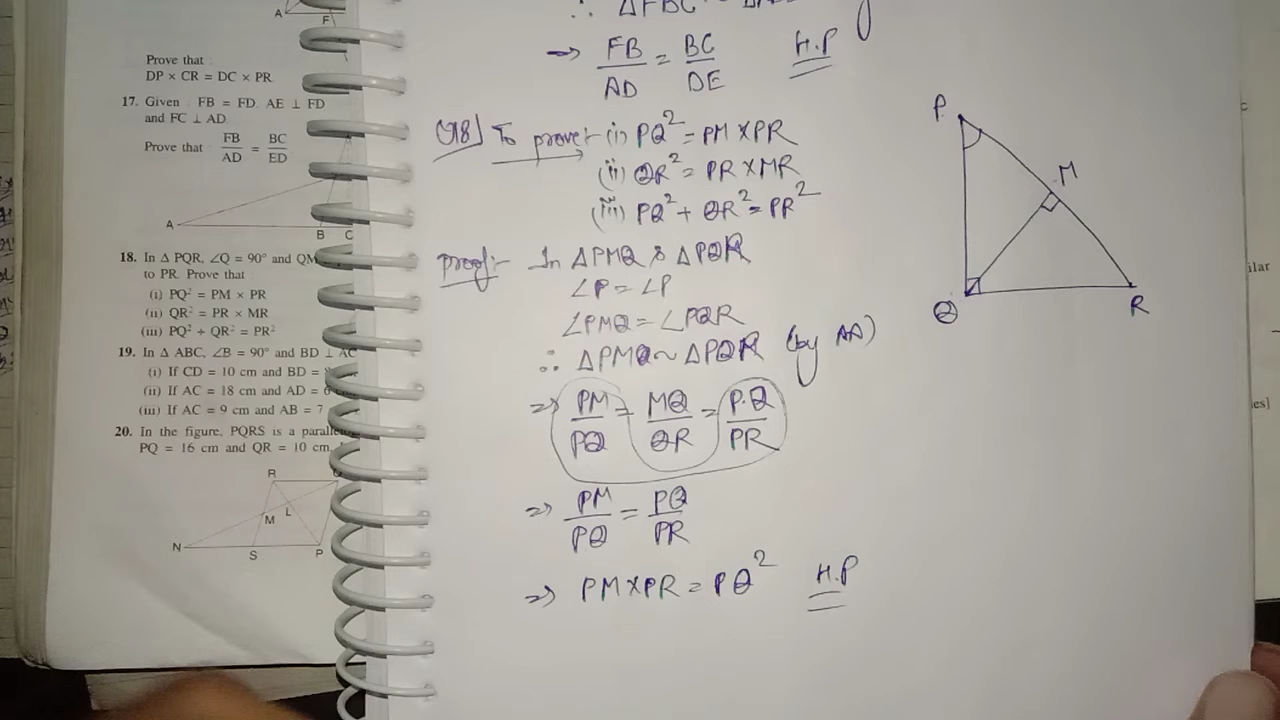 A F
Prove that
DP × CR = DC × PR
17. Given FB = FD. AE ⊥ FD
and FC ⊥ AD.
Prove that FB/AD = BC/ED
A B C
18. In Δ PQR, ∠Q = 90° and QM
to PR. Prove that
(i) PQ² = PM × PR
(ii) QR² = PR × MR
(iii) PQ² + QR² = PR²
19. In Δ ABC, ∠B = 90° and BD ⊥ AC
(i) If CD = 10 cm and BD =
(ii) If AC = 18 cm and AD =
(iii) If AC = 9 cm and AB = 7
20. In the figure, PQRS is a
PQ = 16 cm and QR = 10 cm.
R
M L
N S P
∴ ΔFBC
=> FB/AD = BC/DE H.P
Q18] To prove:- (i) PQ² = PM × PR
(ii) QR² = PR × MR
(iii) PQ² + QR² = PR²
Proof:- In ΔPMQ & ΔPQR
∠P = ∠P
∠PMQ = ∠PQR
∴ ΔPMQ ~ ΔPQR (by AA)
=> PM/PQ = MQ/QR = PQ/PR
=> PM/PQ = PQ/PR
=> PM × PR = PQ² H.P
P
M
Q R
ilar
es]